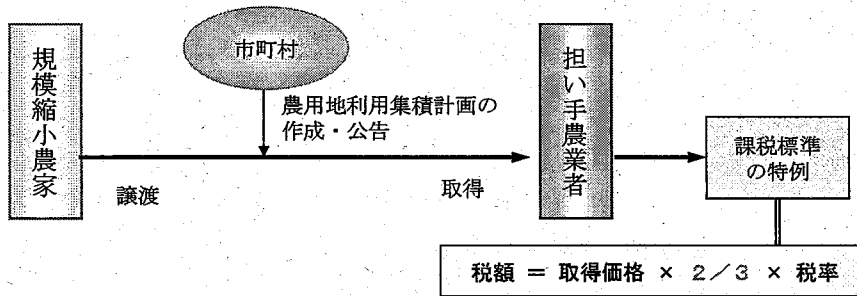 市町村
規模縮小農家
農用地利用集積計画の
作成・公告
譲渡
取得
担い手農業者
課税標準
の特例
税額 ＝ 取得価格 × ２／３ × 税率